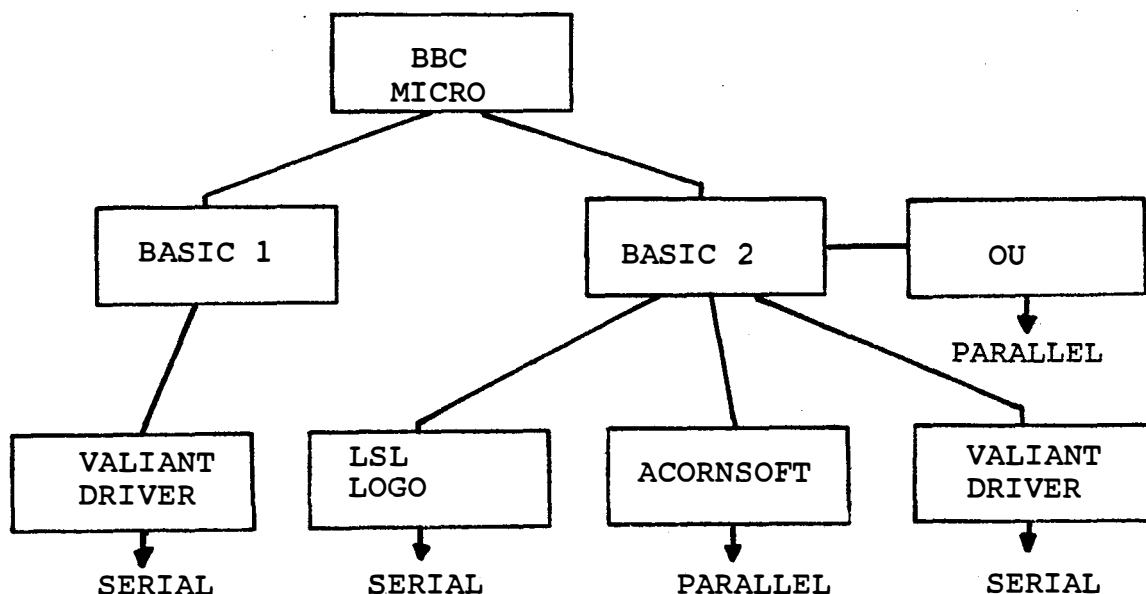 BBC
MICRO
BASIC 1
BASIC 2
OU
PARALLEL
VALIANT
DRIVER
LSL
LOGO
ACORNSOFT
VALIANT
DRIVER
SERIAL
SERIAL
PARALLEL
SERIAL